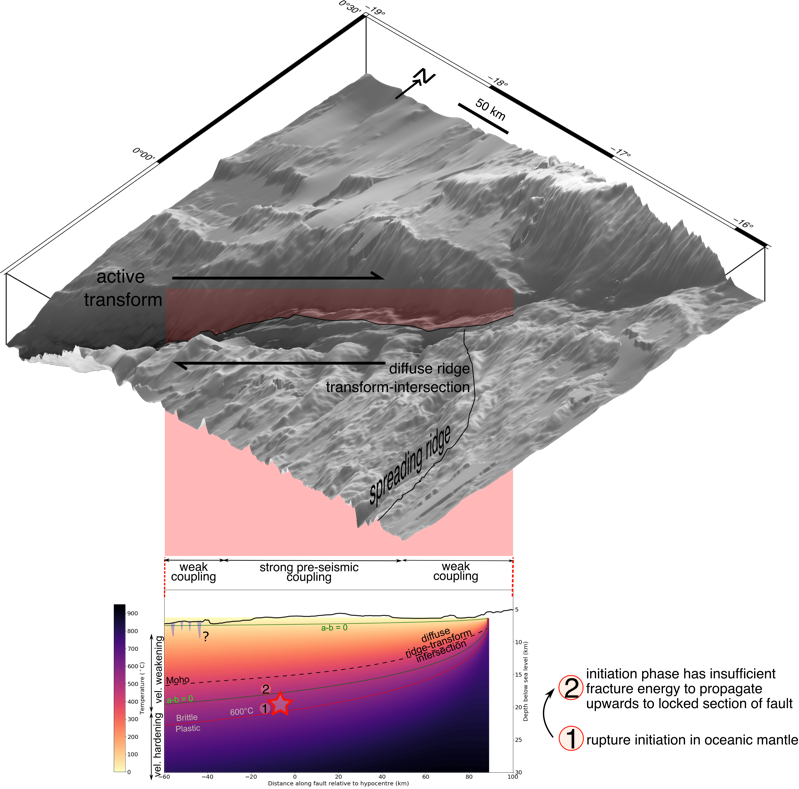 0°30'
-19°
-18°
-17°
-16°
0°00'
N
50 km
active
transform
diffuse ridge
transform-intersection
spreading ridge
weak
coupling
strong pre-seismic
coupling
weak
coupling
900
800
700
600
500
400
300
200
100
0
Temperature (°C)
vel. weakening
vel. hardening
?
a-b = 0
diffuse
ridge-transform
intersection
Moho
a-b = 0
2
1
600°C
Brittle
Plastic
5
10
15
20
25
30
Depth below sea level (km)
-60
-40
-20
0
20
40
60
80
100
Distance along fault relative to hypocentre (km)
2
initiation phase has insufficient
fracture energy to propagate
upwards to locked section of fault
1 rupture initiation in oceanic mantle